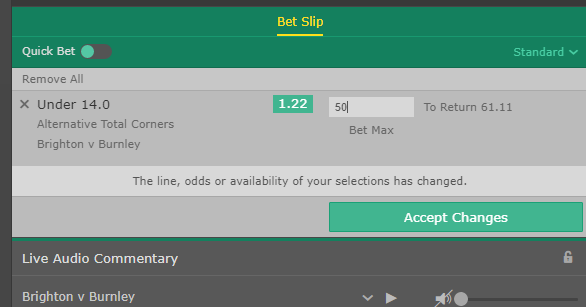 Bet Slip
Quick Bet Standard
Remove All
Under 14.0 1.22 50 To Return 61.11
Alternative Total Corners Bet Max
Brighton v Burnley
The line, odds or availability of your selections has changed.
Accept Changes
Live Audio Commentary
Brighton v Burnley